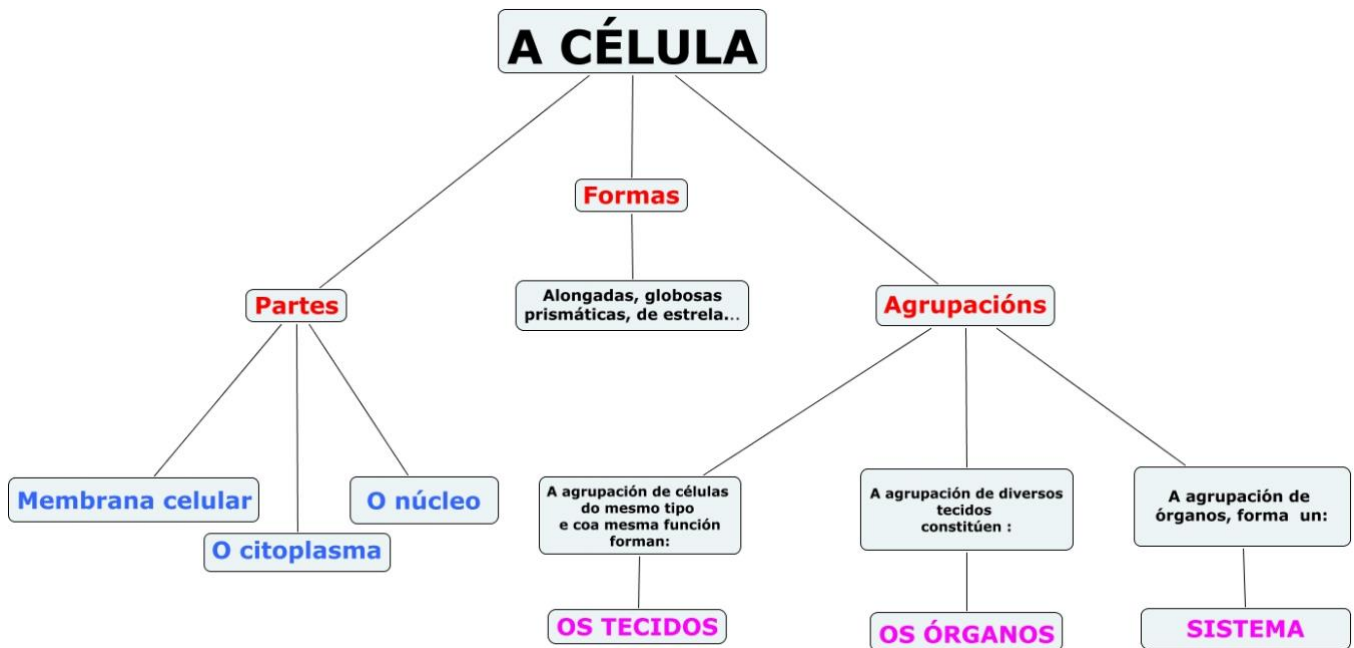 A CÉLULA
Formas
Alongadas, globosas
prismáticas, de estrela...
Partes
Agrupacións
Membrana celular
O citoplasma
O núcleo
A agrupación de células
do mesmo tipo
e coa mesma función
forman:
OS TECIDOS
A agrupación de diversos
tecidos
constitúen :
OS ÓRGANOS
A agrupación de
órganos, forma un:
SISTEMA